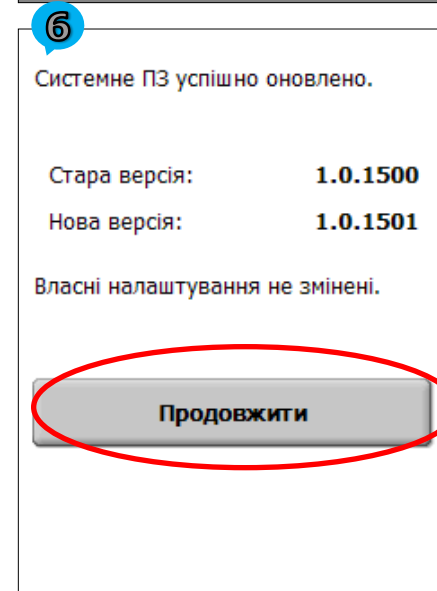 6
Системне ПЗ успішно оновлено.
Стара версія: 1.0.1500
Нова версія: 1.0.1501
Власні налаштування не змінені.
Продовжити